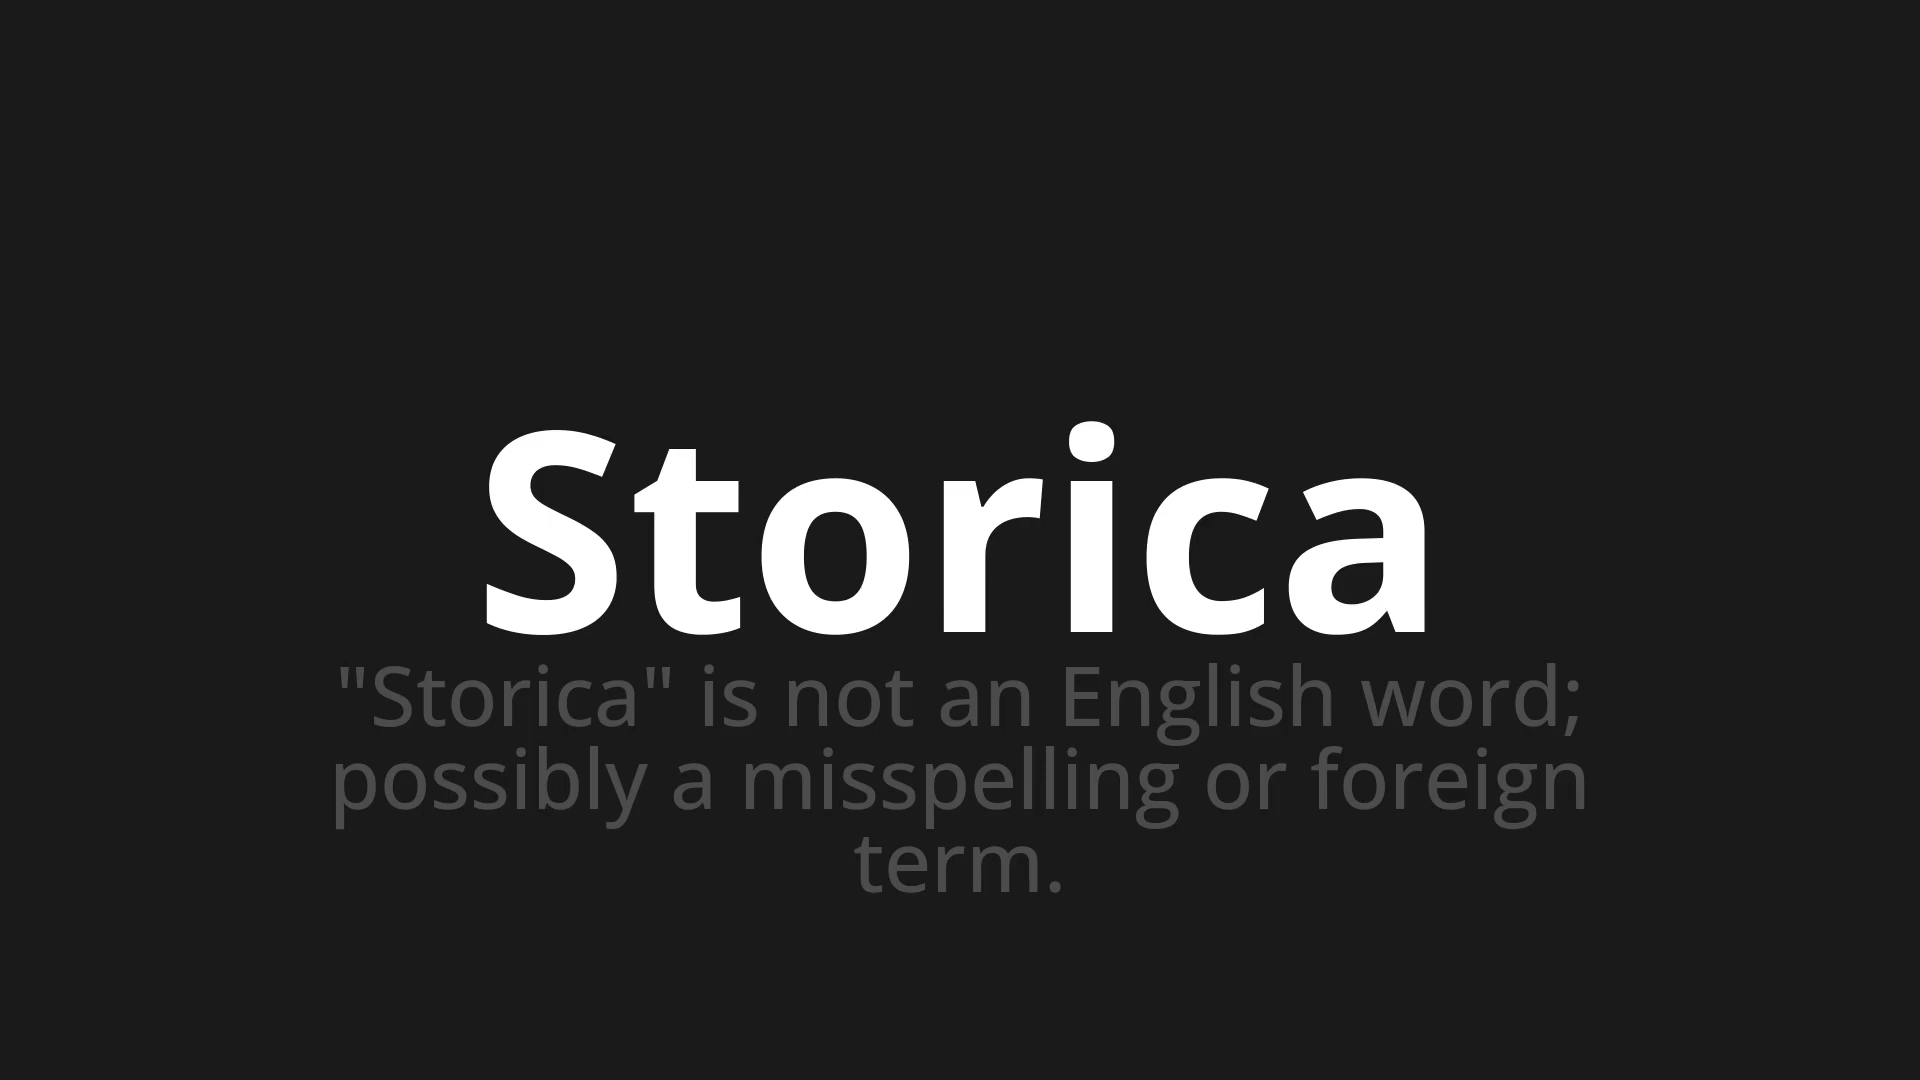 Storica
"Storica" is not an English word;
possibly a misspelling or foreign
term.